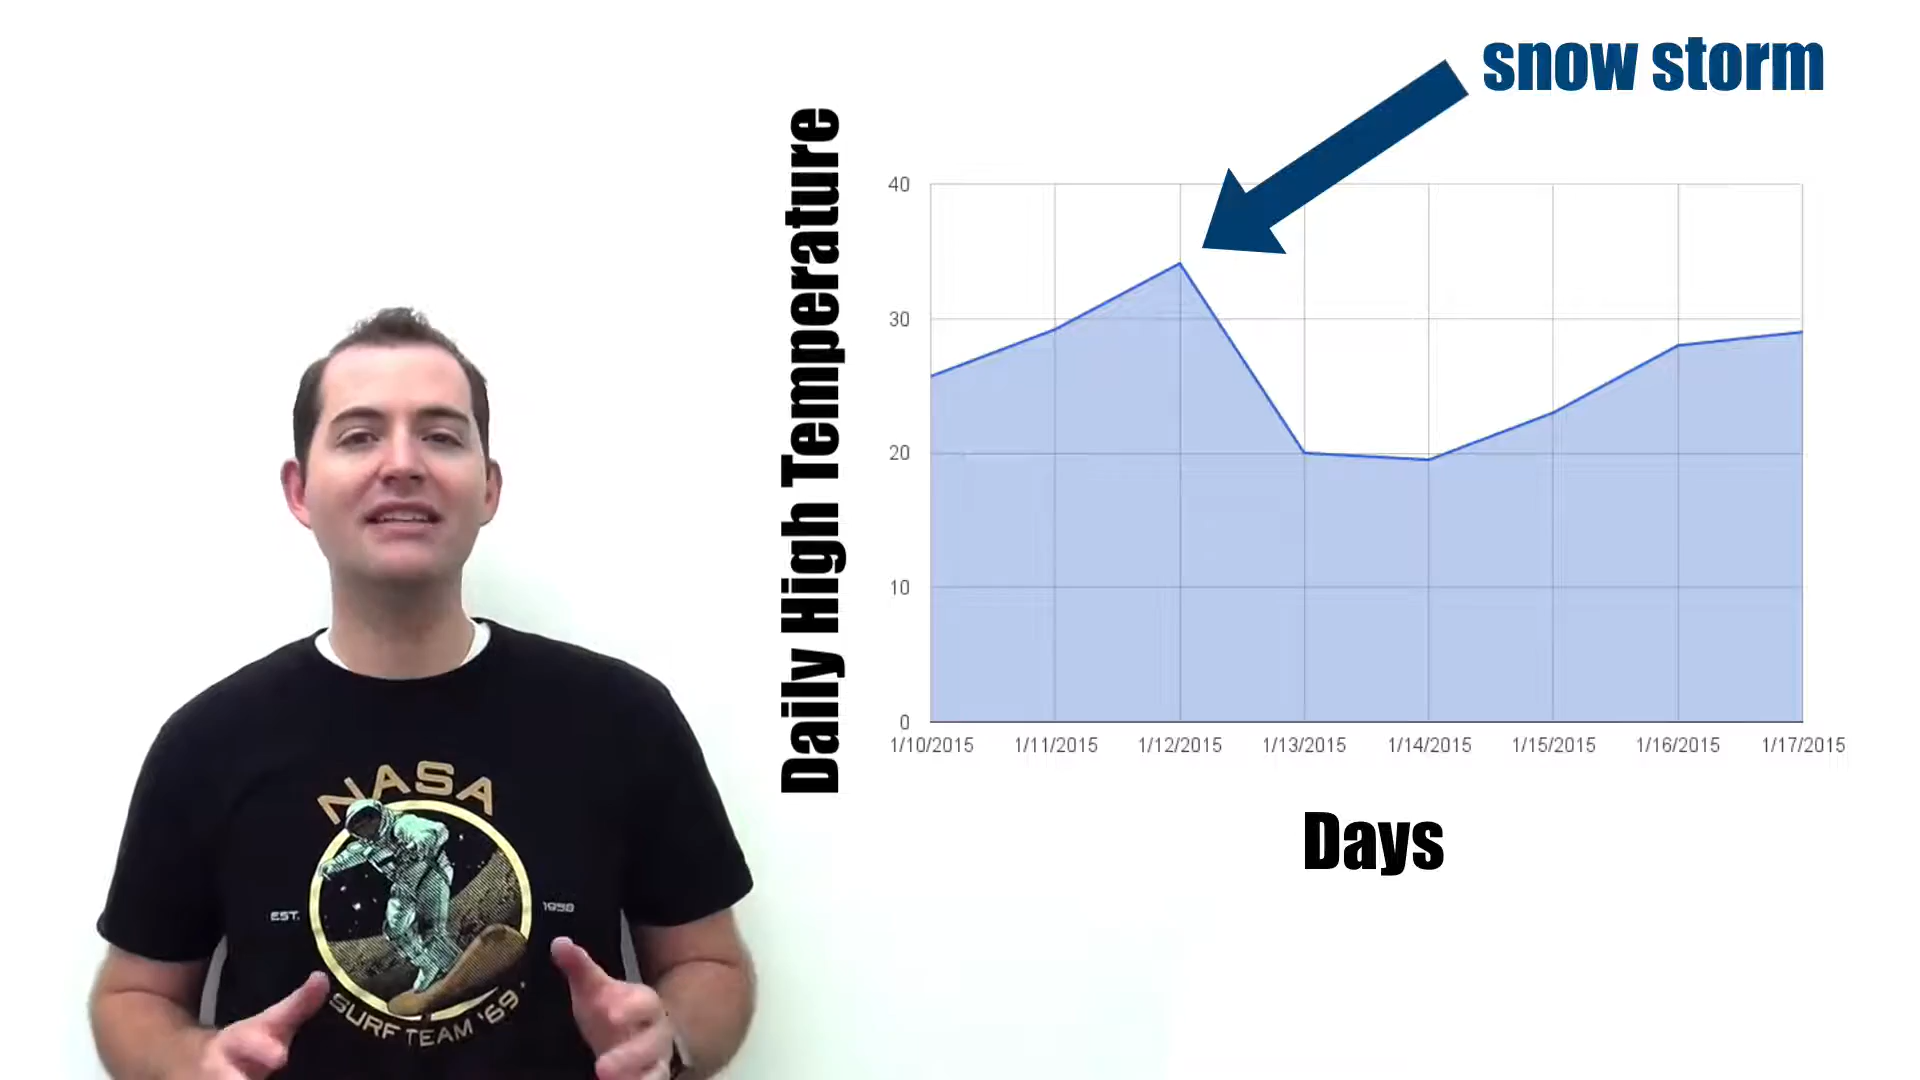 snow storm
Daily High Temperature
40
30
20
10
0
1/10/2015
1/11/2015
1/12/2015
1/13/2015
1/14/2015
1/15/2015
1/16/2015
1/17/2015
Days
NASA
EST.
1958
SURF TEAM '69